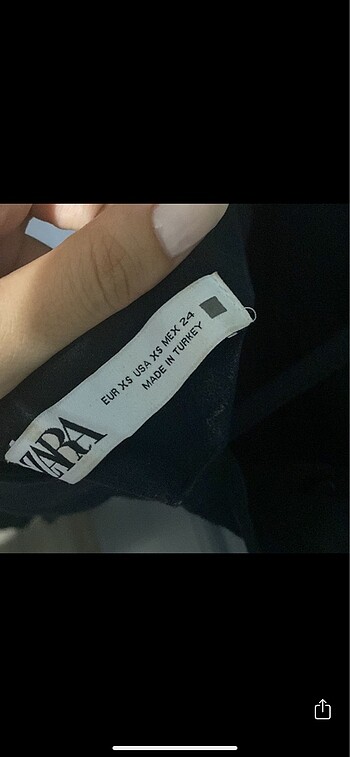 ZARA
EUR XS USA XS MEX 24
MADE IN TURKEY